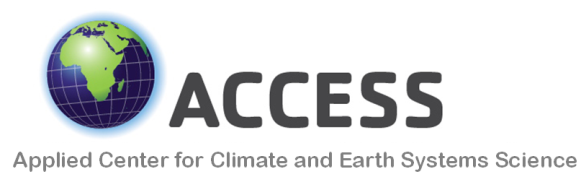 ACCESS
Applied Center for Climate and Earth Systems Science